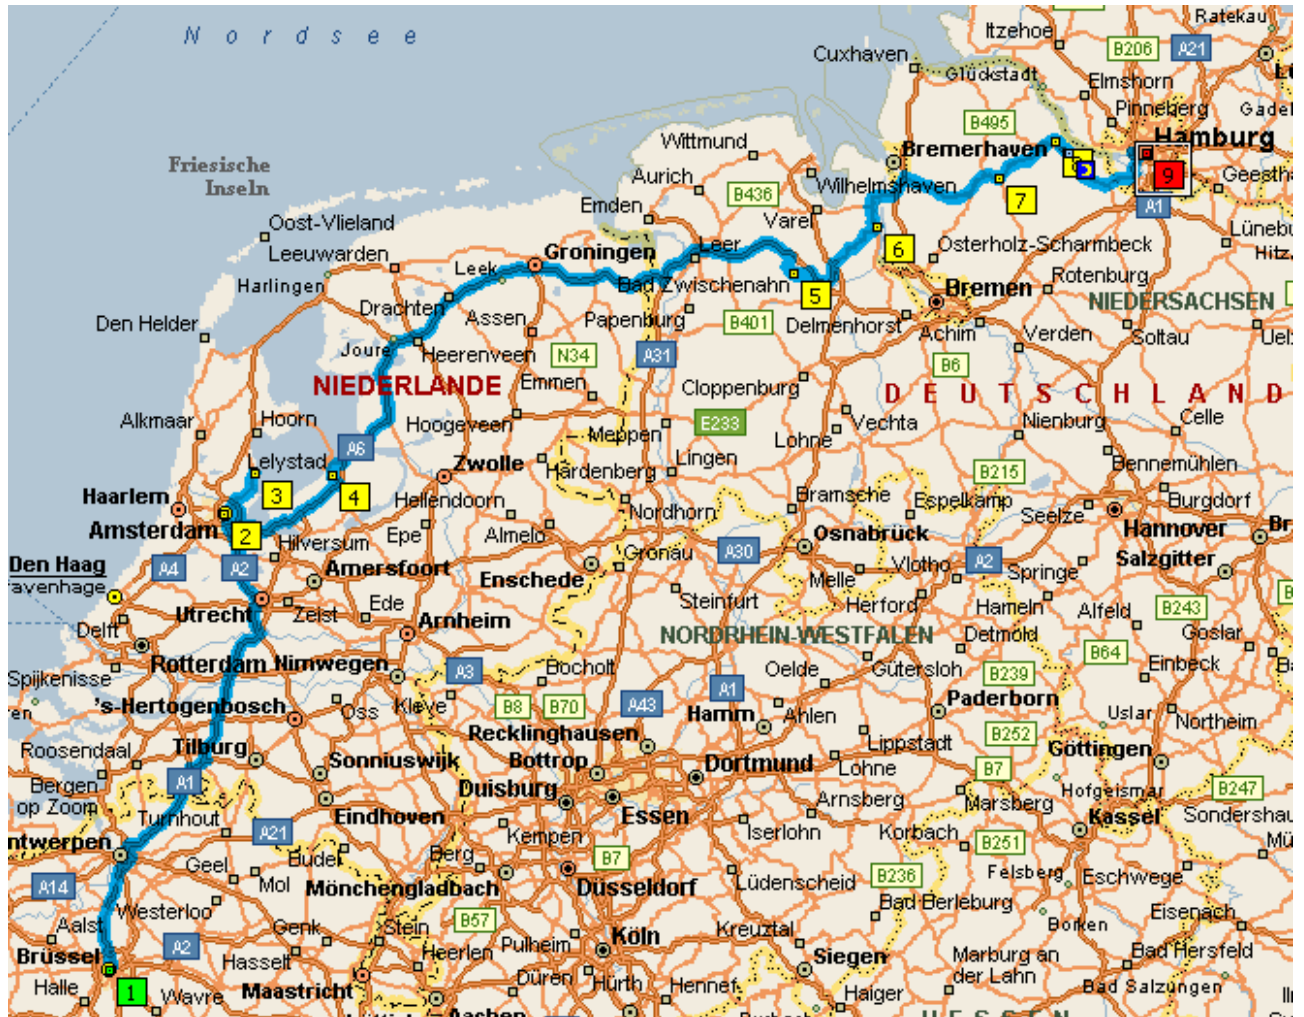 Nordsee
Ratekau
Itzehoe
B206
A21
Cuxhaven
Glückstadt
Elmshorn
Pinneberg
B495
Hamburg
Wittmund
Bremerhaven
8
9
Friesische
Inseln
Aurich
Wilhelmshaven
7
A1
B436
Emden
Varel
Oost-Vlieland
Leeuwarden
Groningen
Leer
6
Osterholz-Scharmbeck
Leek
Harlingen
Bad Zwischenahn
5
Rotenburg
Bremen
NIEDERSACHSEN
Drachten
Assen
Papenburg
B401
Delmenhorst
Achim
Verden
Soltau
Den Helder
Joure
Heerenveen
N34
A31
B6
NIEDERLANDE
Emmen
Cloppenburg
DEUTSCHLAND
Alkmaar
Hoorn
Hoogeveen
Meppen
E233
Vechta
Lohne
Nienburg
Celle
A6
Lelystad
Zwolle
Hardenberg
Lingen
B215
Bennemühlen
Haarlem
3
4
Hellendoorn
Bramsche
Espelkamp
Burgdorf
Amsterdam
2
Nordhorn
Seelze
Hannover
Hilversum
Epe
Almelo
Osnabrück
Den Haag
A4
A2
Amersfoort
Enschede
Gronau
A30
Melle
Vlotho
A2
Springe
Salzgitter
avenhage
Utrecht
Zeist
Ede
Steinfurt
Herford
Hameln
Alfeld
B243
Delft
Arnheim
NORDRHEIN-WESTFALEN
Detmold
B64
Goslar
Rotterdam
Nimwegen
A3
Bocholt
Oelde
Gütersloh
B239
Einbeck
Spijkenisse
Kleve
A1
's-Hertogenbosch
Oss
B8
B70
A43
Hamm
Ahlen
Paderborn
Uslar
Northeim
Recklinghausen
B252
Roosendaal
Tilburg
Sonniuswijk
Bottrop
Dortmund
Lippstadt
Göttingen
Bergen
op Zoom
A1
Duisburg
Lohne
B7
Hofgeismar
B247
Turnhout
Eindhoven
Essen
Arnsberg
Marsberg
Kassel
Sondershau
ntwerpen
A21
Kempen
Iserlohn
Korbach
B251
Geel
Budel
Berg
B7
A14
Mol
Mönchengladbach
Düsseldorf
Lüdenscheid
B236
Felsberg
Eschwege
Westerloo
Bad Berleburg
Aalst
Genk
Stein
B57
Kreuztal
Borken
Eisenach
A2
Pulheim
Köln
Brüssel
Hasselt
Heerlen
Siegen
Marburg an
der Lahn
Bad Hersfeld
1
Düren
Hürth
Hennef
Bad Salzungen
Halle
Wavre
Maastricht
Haiger
Aachen